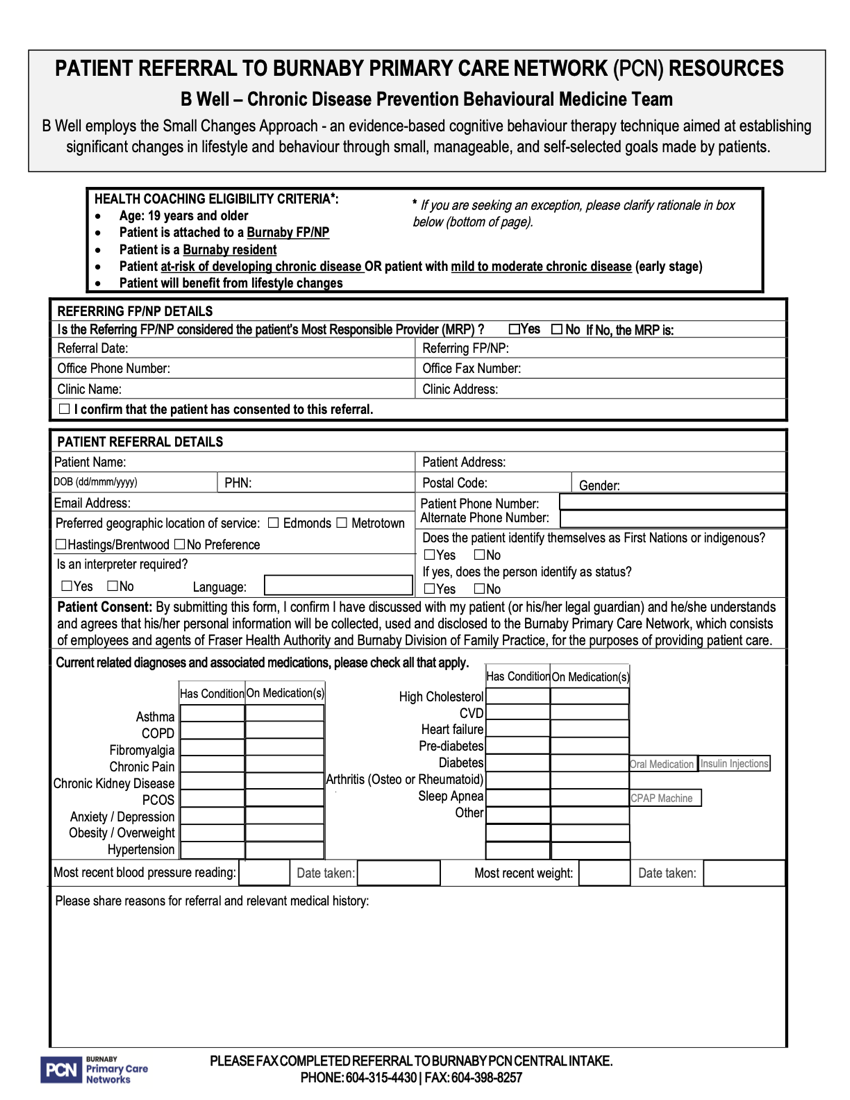 PATIENT REFERRAL TO BURNABY PRIMARY CARE NETWORK (PCN) RESOURCES
B Well – Chronic Disease Prevention Behavioural Medicine Team
B Well employs the Small Changes Approach - an evidence-based cognitive behaviour therapy technique aimed at establishing
significant changes in lifestyle and behaviour through small, manageable, and self-selected goals made by patients.
HEALTH COACHING ELIGIBILITY CRITERIA*:
* If you are seeking an exception, please clarify rationale in box
below (bottom of page).
• Age: 19 years and older
• Patient is attached to a Burnaby FP/NP
• Patient is a Burnaby resident
• Patient at-risk of developing chronic disease OR patient with mild to moderate chronic disease (early stage)
• Patient will benefit from lifestyle changes
REFERRING FP/NP DETAILS
Is the Referring FP/NP considered the patient's Most Responsible Provider (MRP) ? ☐Yes ☐ No If No, the MRP is:
Referral Date: Referring FP/NP:
Office Phone Number: Office Fax Number:
Clinic Name: Clinic Address:
☐ I confirm that the patient has consented to this referral.
PATIENT REFERRAL DETAILS
Patient Name: Patient Address:
DOB (dd/mmm/yyyy) PHN: Postal Code: Gender:
Email Address: Patient Phone Number:
Alternate Phone Number:
Preferred geographic location of service: ☐ Edmonds ☐ Metrotown
☐Hastings/Brentwood ☐No Preference
Does the patient identify themselves as First Nations or indigenous?
☐Yes ☐No
Is an interpreter required?
If yes, does the person identify as status?
☐Yes ☐No Language:
☐Yes ☐No
Patient Consent: By submitting this form, I confirm I have discussed with my patient (or his/her legal guardian) and he/she understands
and agrees that his/her personal information will be collected, used and disclosed to the Burnaby Primary Care Network, which consists
of employees and agents of Fraser Health Authority and Burnaby Division of Family Practice, for the purposes of providing patient care.
Current related diagnoses and associated medications, please check all that apply.
Has Condition On Medication(s)
Asthma
COPD
Fibromyalgia
Chronic Pain
Chronic Kidney Disease
PCOS
Anxiety / Depression
Obesity / Overweight
Hypertension
Has Condition On Medication(s)
High Cholesterol
CVD
Heart failure
Pre-diabetes
Diabetes Oral Medication Insulin Injections
Arthritis (Osteo or Rheumatoid)
Sleep Apnea CPAP Machine
Other
Most recent blood pressure reading: Date taken: Most recent weight: Date taken:
Please share reasons for referral and relevant medical history:
PCN BURNABY
Primary Care
Networks
PLEASE FAX COMPLETED REFERRAL TO BURNABY PCN CENTRAL INTAKE.
PHONE: 604-315-4430 | FAX: 604-398-8257